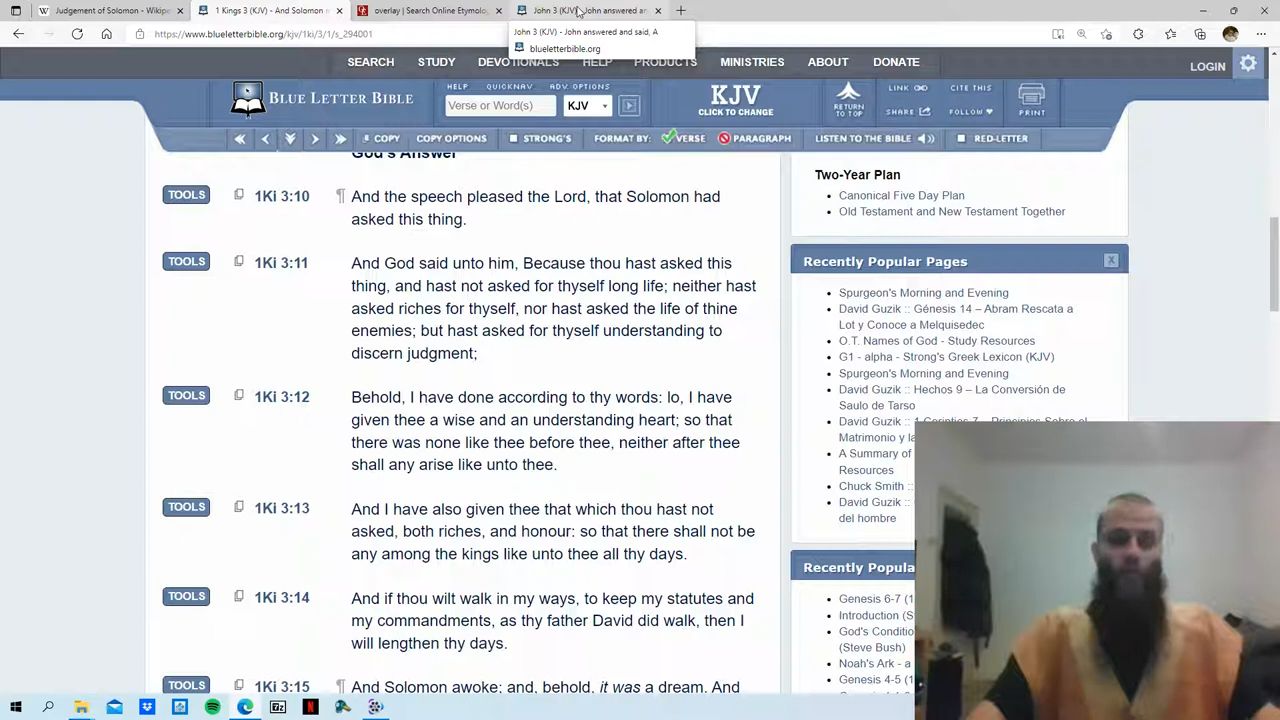 Judgement of Solomon - Wikipe
1 Kings 3 (KJV) - And Solomon m
overlay | Search Online Etymolo
John 3 (KJV) - John answered an
https://www.blueletterbible.org/kjv/1ki/3/1/s_294001
John 3 (KJV) - John answered and said, A
blueletterbible.org
SEARCH STUDY DEVOTIONALS HELP PRODUCTS MINISTRIES ABOUT DONATE
LOGIN
BLUE LETTER BIBLE
HELP QUICKNAV ADV. OPTIONS
Verse or Word(s)
KJV
KJV
CLICK TO CHANGE
RETURN
TO TOP
LINK
CITE THIS
SHARE
FOLLOW
PRINT
COPY COPY OPTIONS STRONG'S FORMAT BY: VERSE PARAGRAPH LISTEN TO THE BIBLE RED-LETTER
God's Answer
TOOLS 1Ki 3:10 ¶ And the speech pleased the Lord, that Solomon had
asked this thing.
TOOLS 1Ki 3:11 And God said unto him, Because thou hast asked this
thing, and hast not asked for thyself long life; neither hast
asked riches for thyself, nor hast asked the life of thine
enemies; but hast asked for thyself understanding to
discern judgment;
TOOLS 1Ki 3:12 Behold, I have done according to thy words: lo, I have
given thee a wise and an understanding heart; so that
there was none like thee before thee, neither after thee
shall any arise like unto thee.
TOOLS 1Ki 3:13 And I have also given thee that which thou hast not
asked, both riches, and honour: so that there shall not be
any among the kings like unto thee all thy days.
TOOLS 1Ki 3:14 And if thou wilt walk in my ways, to keep my statutes and
my commandments, as thy father David did walk, then I
will lengthen thy days.
TOOLS 1Ki 3:15 ¶ And Solomon awoke; and, behold, it was a dream. And
Two-Year Plan
Canonical Five Day Plan
Old Testament and New Testament Together
Recently Popular Pages
X
Spurgeon's Morning and Evening
David Guzik :: Génesis 14 – Abram Rescata a
Lot y Conoce a Melquisedec
O.T. Names of God - Study Resources
G1 - alpha - Strong's Greek Lexicon (KJV)
Spurgeon's Morning and Evening
David Guzik :: Hechos 9 – La Conversión de
Saulo de Tarso
David Guzik :: 1 Corintios 7 – Principios Sobre el
Matrimonio y la
A Summary of
Resources
Chuck Smith ::
David Guzik ::
del hombre
Recently Popula
Genesis 6-7 (1
Introduction (S
God's Conditio
(Steve Bush)
Noah's Ark - a
Genesis 4-5 (1